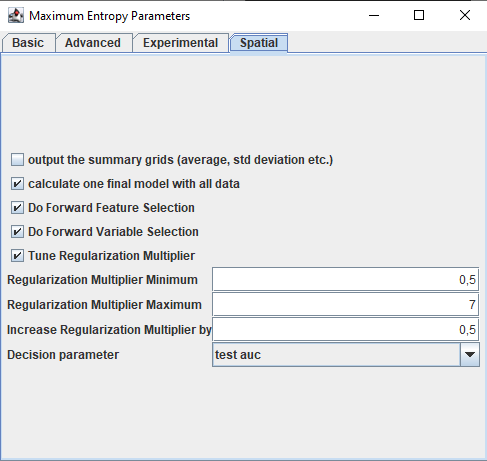 Maximum Entropy Parameters
Basic Advanced Experimental Spatial
output the summary grids (average, std deviation etc.)
calculate one final model with all data
Do Forward Feature Selection
Do Forward Variable Selection
Tune Regularization Multiplier
Regularization Multiplier Minimum 0,5
Regularization Multiplier Maximum 7
Increase Regularization Multiplier by 0,5
Decision parameter test auc